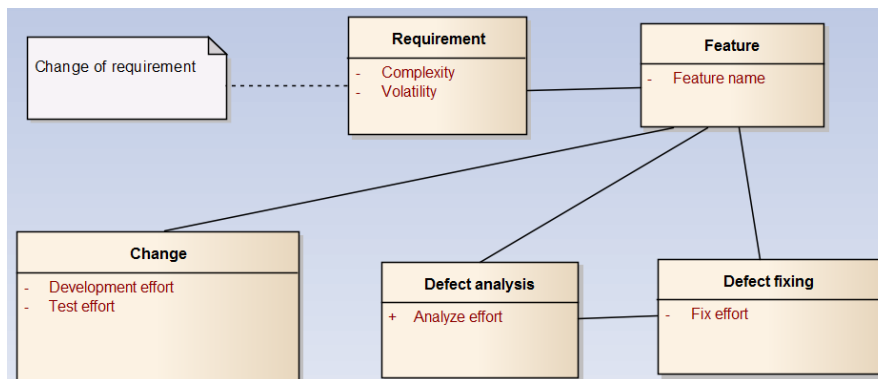 Change of requirement
Requirement
- Complexity
- Volatility
Feature
- Feature name
Change
- Development effort
- Test effort
Defect analysis
+ Analyze effort
Defect fixing
- Fix effort